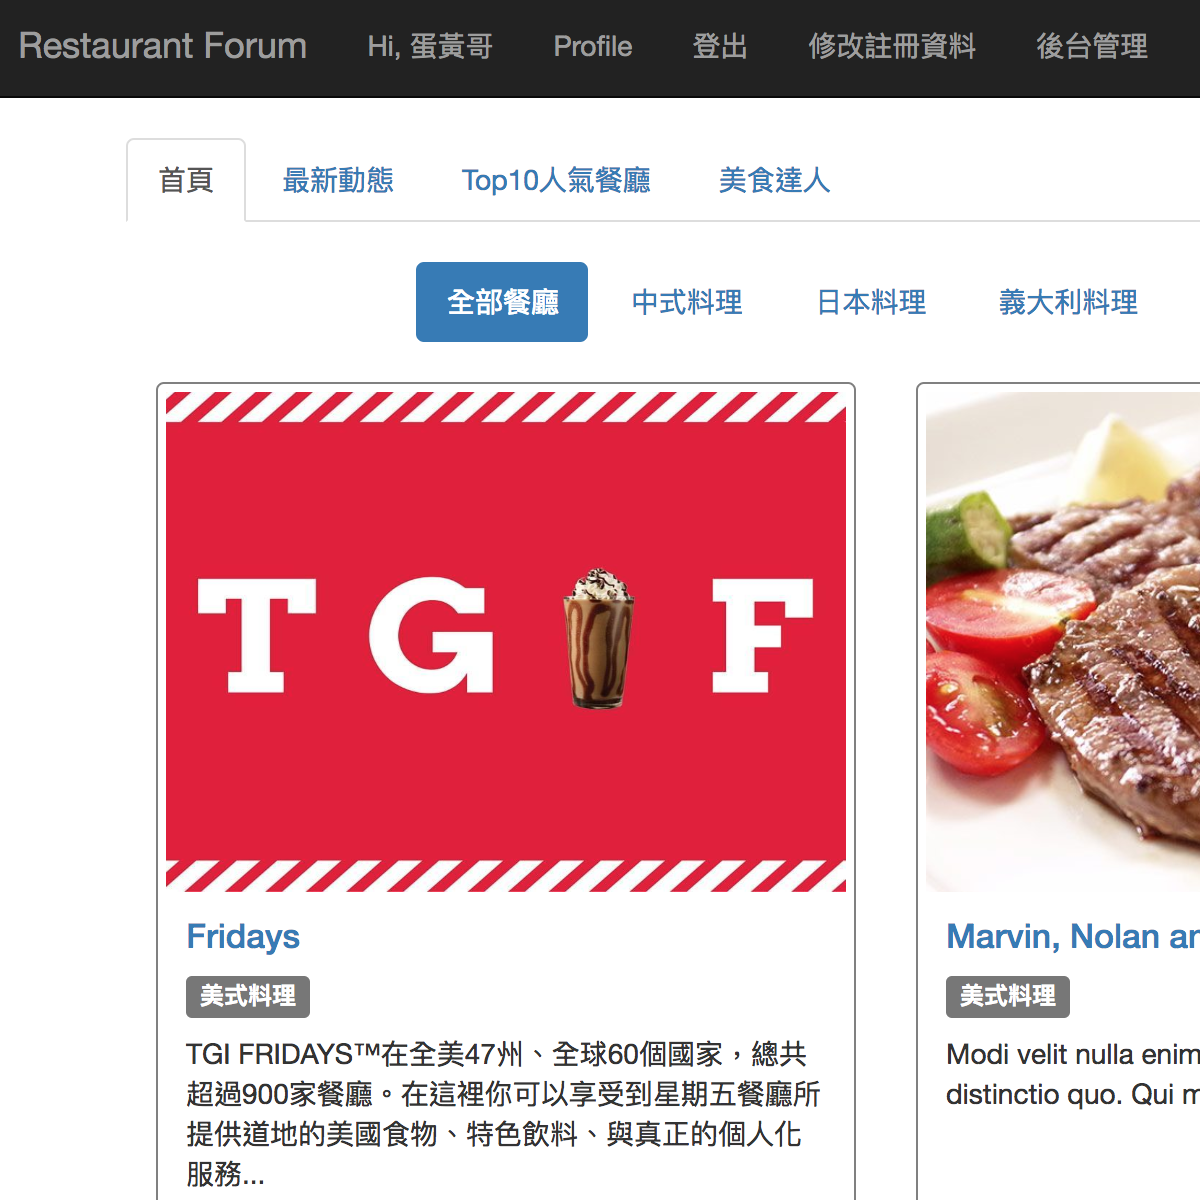 Restaurant Forum Hi, 蛋黃哥 Profile 登出 修改註冊資料 後台管理
首頁 最新動態 Top10人氣餐廳 美食達人
全部餐廳 中式料理 日本料理 義大利料理
T G F
Fridays
美式料理
TGI FRIDAYS™在全美47州、全球60個國家，總共
超過900家餐廳。在這裡你可以享受到星期五餐廳所
提供道地的美國食物、特色飲料、與真正的個人化
服務...
Marvin, Nolan
美式料理
Modi velit nulla enim
distinctio quo. Qui